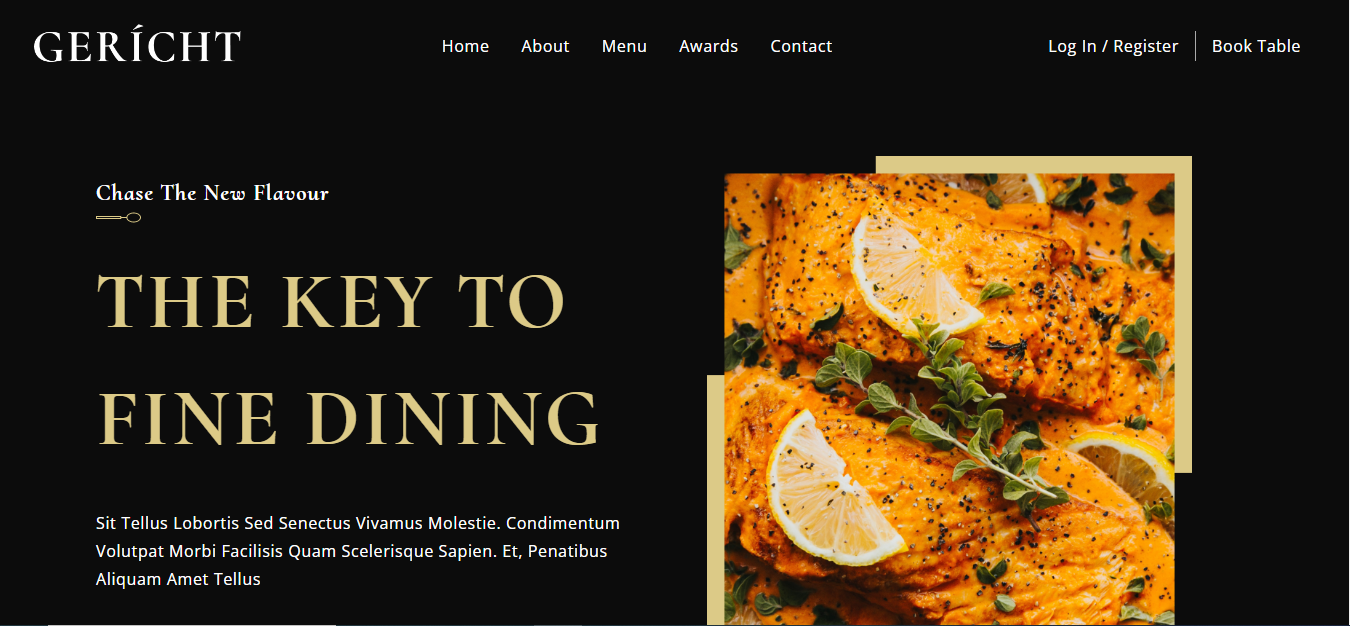 GERÍCHT
Home About Menu Awards Contact
Log In / Register Book Table
Chase The New Flavour
THE KEY TO
FINE DINING
Sit Tellus Lobortis Sed Senectus Vivamus Molestie. Condimentum
Volutpat Morbi Facilisis Quam Scelerisque Sapien. Et, Penatibus
Aliquam Amet Tellus